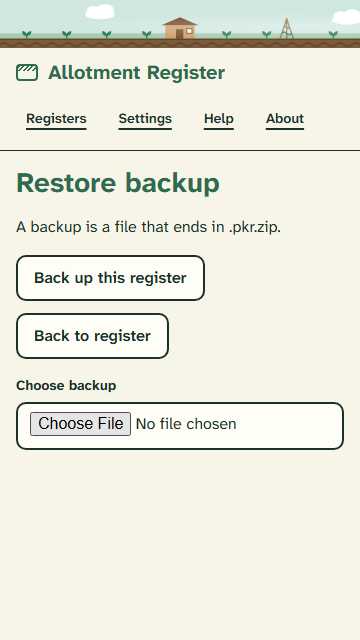 Allotment Register
Registers Settings Help About
Restore backup
A backup is a file that ends in .pkr.zip.
Back up this register
Back to register
Choose backup
Choose File No file chosen